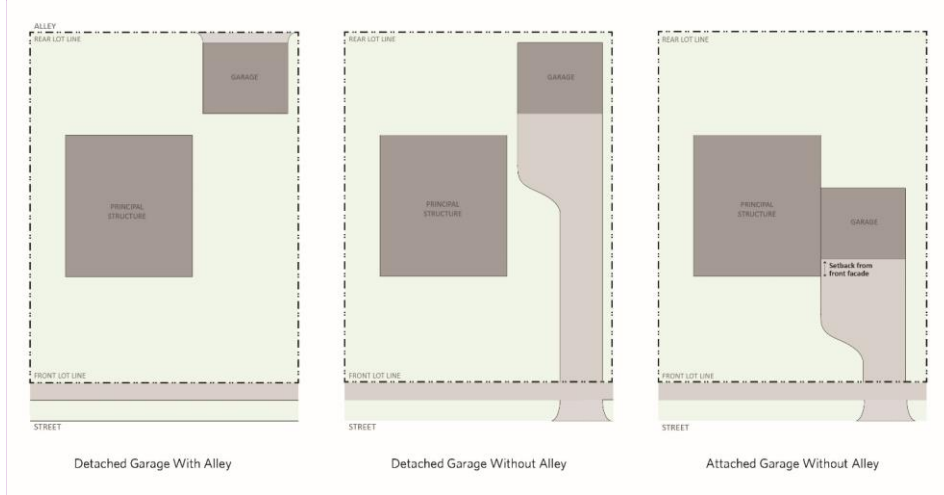 ALLEY
REAR LOT LINE
GARAGE
PRINCIPAL
STRUCTURE
FRONT LOT LINE
STREET
Detached Garage With Alley
REAR LOT LINE
GARAGE
PRINCIPAL
STRUCTURE
FRONT LOT LINE
STREET
Detached Garage Without Alley
REAR LOT LINE
PRINCIPAL
STRUCTURE
GARAGE
Setback from
front facade
FRONT LOT LINE
STREET
Attached Garage Without Alley